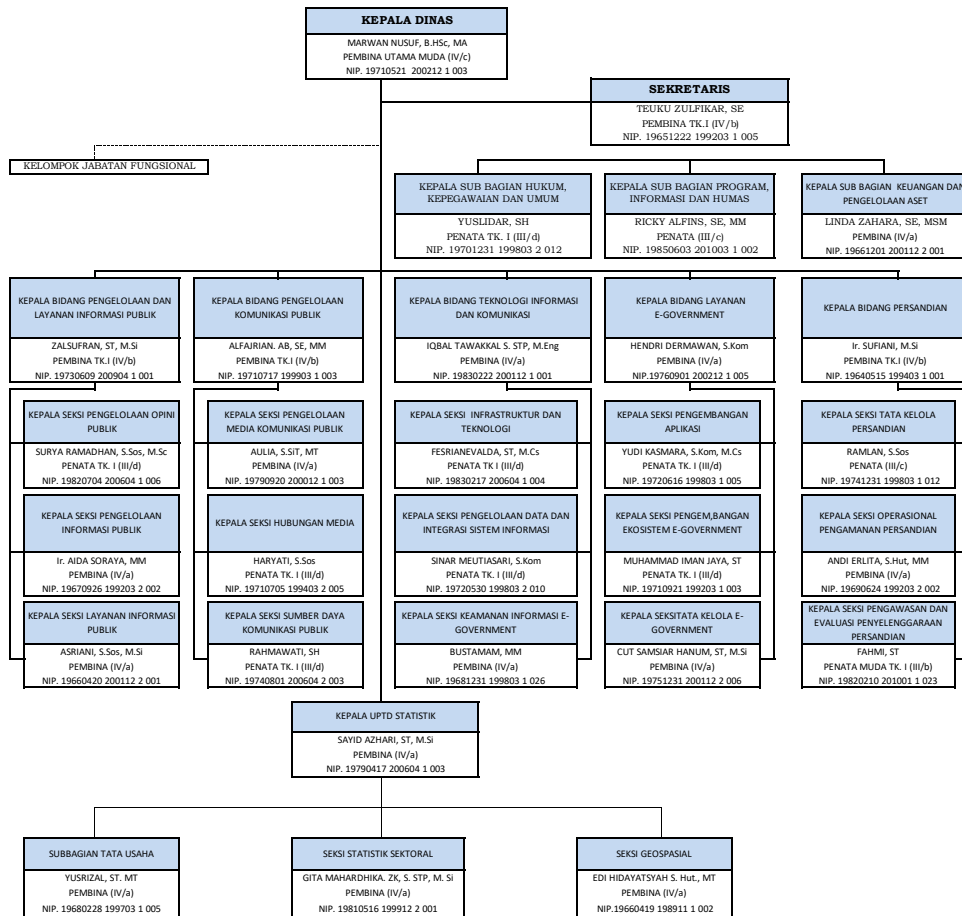 KEPALA DINAS
MARWAN NUSUF, B.HSc, MA
PEMBINA UTAMA MUDA (IV/c)
NIP. 19710521 200212 1 003
SEKRETARIS
TEUKU ZULFIKAR, SE
PEMBINA TK.I (IV/b)
NIP. 19651222 199203 1 005
KELOMPOK JABATAN FUNGSIONAL
KEPALA SUB BAGIAN HUKUM,
KEPEGAWAIAN DAN UMUM
YUSLIDAR, SH
PENATA TK. I (III/d)
NIP. 19701231 199803 2 012
KEPALA SUB BAGIAN PROGRAM,
INFORMASI DAN HUMAS
RICKY ALFINS, SE, MM
PENATA (III/c)
NIP. 19850603 201003 1 002
KEPALA SUB BAGIAN KEUANGAN DAN
PENGELOLAAN ASET
LINDA ZAHARA, SE, MSM
PEMBINA (IV/a)
NIP. 19661201 200112 2 001
KEPALA BIDANG PENGELOLAAN DAN
LAYANAN INFORMASI PUBLIK
ZALSUFRAN, ST, M.Si
PEMBINA TK.I (IV/b)
NIP. 19730609 200904 1 001
KEPALA BIDANG PENGELOLAAN
KOMUNIKASI PUBLIK
ALFAJRIAN. AB, SE, MM
PEMBINA TK.I (IV/b)
NIP. 19710717 199903 1 003
KEPALA BIDANG TEKNOLOGI INFORMASI
DAN KOMUNIKASI
IQBAL TAWAKKAL S. STP, M.Eng
PEMBINA (IV/a)
NIP. 19830222 200112 1 001
KEPALA BIDANG LAYANAN
E-GOVERNMENT
HENDRI DERMAWAN, S.Kom
PEMBINA (IV/a)
NIP.19760901 200212 1 005
KEPALA BIDANG PERSANDIAN
Ir. SUFIANI, M.Si
PEMBINA TK.I (IV/b)
NIP. 19640515 199403 1 001
KEPALA SEKSI PENGELOLAAN OPINI
PUBLIK
SURYA RAMADHAN, S.Sos, M.Sc
PENATA TK. I (III/d)
NIP. 19820704 200604 1 006
KEPALA SEKSI PENGELOLAAN
MEDIA KOMUNIKASI PUBLIK
AULIA, S.SiT, MT
PEMBINA (IV/a)
NIP. 19790920 200012 1 003
KEPALA SEKSI INFRASTRUKTUR DAN
TEKNOLOGI
FESRIANEVALDA, ST, M.Cs
PENATA TK I (III/d)
NIP. 19830217 200604 1 004
KEPALA SEKSI PENGEMBANGAN
APLIKASI
YUDI KASMARA, S.Kom, M.Cs
PENATA TK. I (III/d)
NIP. 19720616 199803 1 005
KEPALA SEKSI TATA KELOLA
PERSANDIAN
RAMLAN, S.Sos
PENATA (III/c)
NIP. 19741231 199803 1 012
KEPALA SEKSI PENGELOLAAN
INFORMASI PUBLIK
Ir. AIDA SORAYA, MM
PEMBINA (IV/a)
NIP. 19670926 199203 2 002
KEPALA SEKSI HUBUNGAN MEDIA
HARYATI, S.Sos
PENATA TK. I (III/d)
NIP. 19710705 199403 2 005
KEPALA SEKSI PENGELOLAAN DATA DAN
INTEGRASI SISTEM INFORMASI
SINAR MEUTIASARI, S.Kom
PENATA TK. I (III/d)
NIP. 19720530 199803 2 010
KEPALA SEKSI PENGEM,BANGAN
EKOSISTEM E-GOVERNMENT
MUHAMMAD IMAN JAYA, ST
PENATA TK. I (III/d)
NIP. 19710921 199203 1 003
KEPALA SEKSI OPERASIONAL
PENGAMANAN PERSANDIAN
ANDI ERLITA, S.Hut, MM
PEMBINA (IV/a)
NIP. 19690624 199203 2 002
KEPALA SEKSI LAYANAN INFORMASI
PUBLIK
ASRIANI, S.Sos, M.Si
PEMBINA (IV/a)
NIP. 19660420 200112 2 001
KEPALA SEKSI SUMBER DAYA
KOMUNIKASI PUBLIK
RAHMAWATI, SH
PENATA TK. I (III/d)
NIP. 19740801 200604 2 003
KEPALA SEKSI KEAMANAN INFORMASI E-
GOVERNMENT
BUSTAMAM, MM
PEMBINA (IV/a)
NIP. 19681231 199803 1 026
KEPALA SEKSITATA KELOLA E-
GOVERNMENT
CUT SAMSIAR HANUM, ST, M.Si
PEMBINA (IV/a)
NIP. 19751231 200112 2 006
KEPALA SEKSI PENGAWASAN DAN
EVALUASI PENYELENGGARAAN
PERSANDIAN
FAHMI, ST
PENATA MUDA TK. I (III/b)
NIP. 19820210 201001 1 023
KEPALA UPTD STATISTIK
SAYID AZHARI, ST, M.Si
PEMBINA (IV/a)
NIP. 19790417 200604 1 003
SUBBAGIAN TATA USAHA
YUSRIZAL, ST. MT
PEMBINA (IV/a)
NIP. 19680228 199703 1 005
SEKSI STATISTIK SEKTORAL
GITA MAHARDHIKA. ZK, S. STP, M. Si
PEMBINA (IV/a)
NIP. 19810516 199912 2 001
SEKSI GEOSPASIAL
EDI HIDAYATSYAH S. Hut., MT
PEMBINA (IV/a)
NIP.19660419 198911 1 002